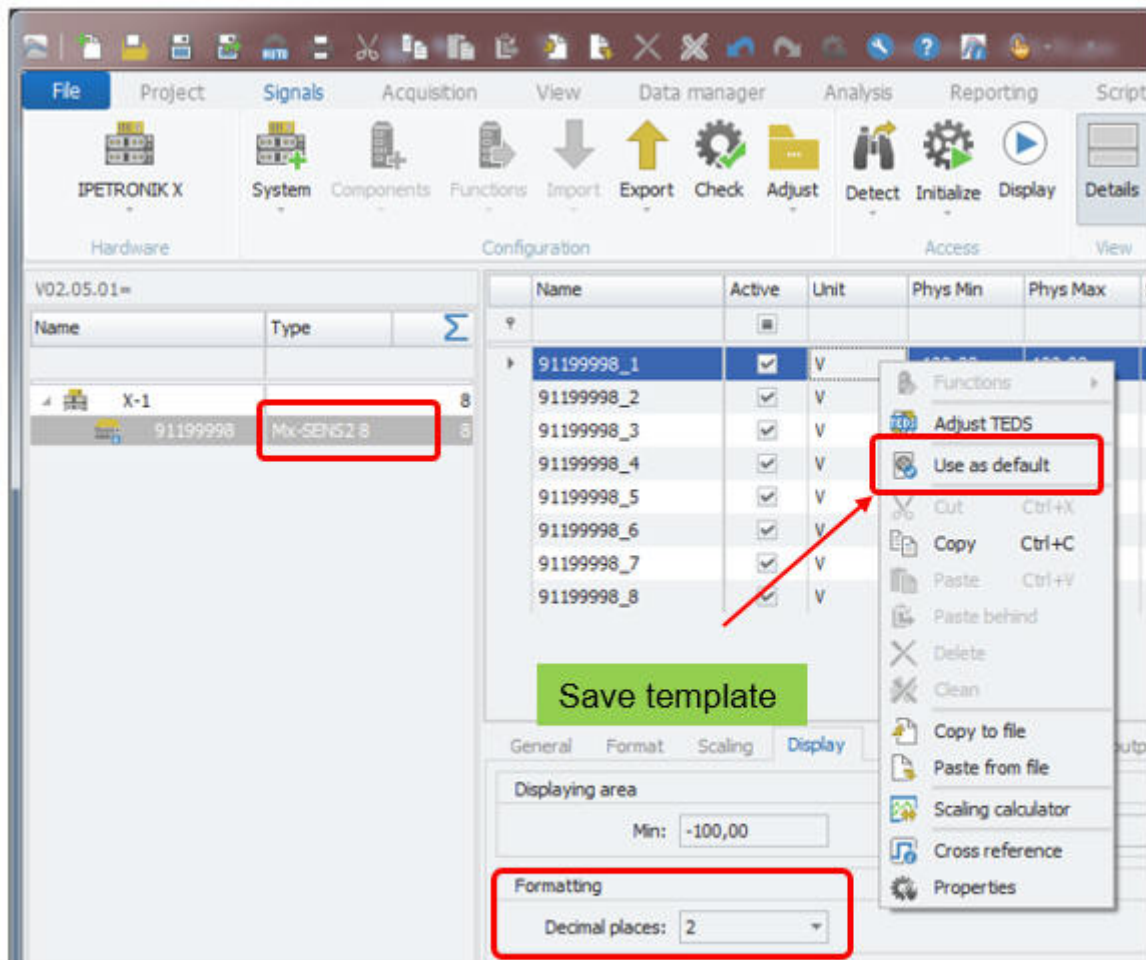 AUTO
File Project Signals Acquisition View Data manager Analysis Reporting Script
IPETRONIK X System Components Functions Import Export Check Adjust Detect Initialize Display Details
Hardware Configuration Access View
V02.05.01=
Name Type Σ
Name Active Unit Phys Min Phys Max
91199998_1 V
X-1 8
91199998 Mx-SENS2 8 8
91199998_2 V
91199998_3 V
91199998_4 V
91199998_5 V
91199998_6 V
91199998_7 V
91199998_8 V
Functions
TEDS Adjust TEDS
Use as default
Cut Ctrl+X
Copy Ctrl+C
Paste Ctrl+V
Paste behind
Delete
Clean
Copy to file
Paste from file
Scaling calculator
Cross reference
Properties
Save template
General Format Scaling Display
Displaying area
Min: -100,00
Formatting
Decimal places: 2